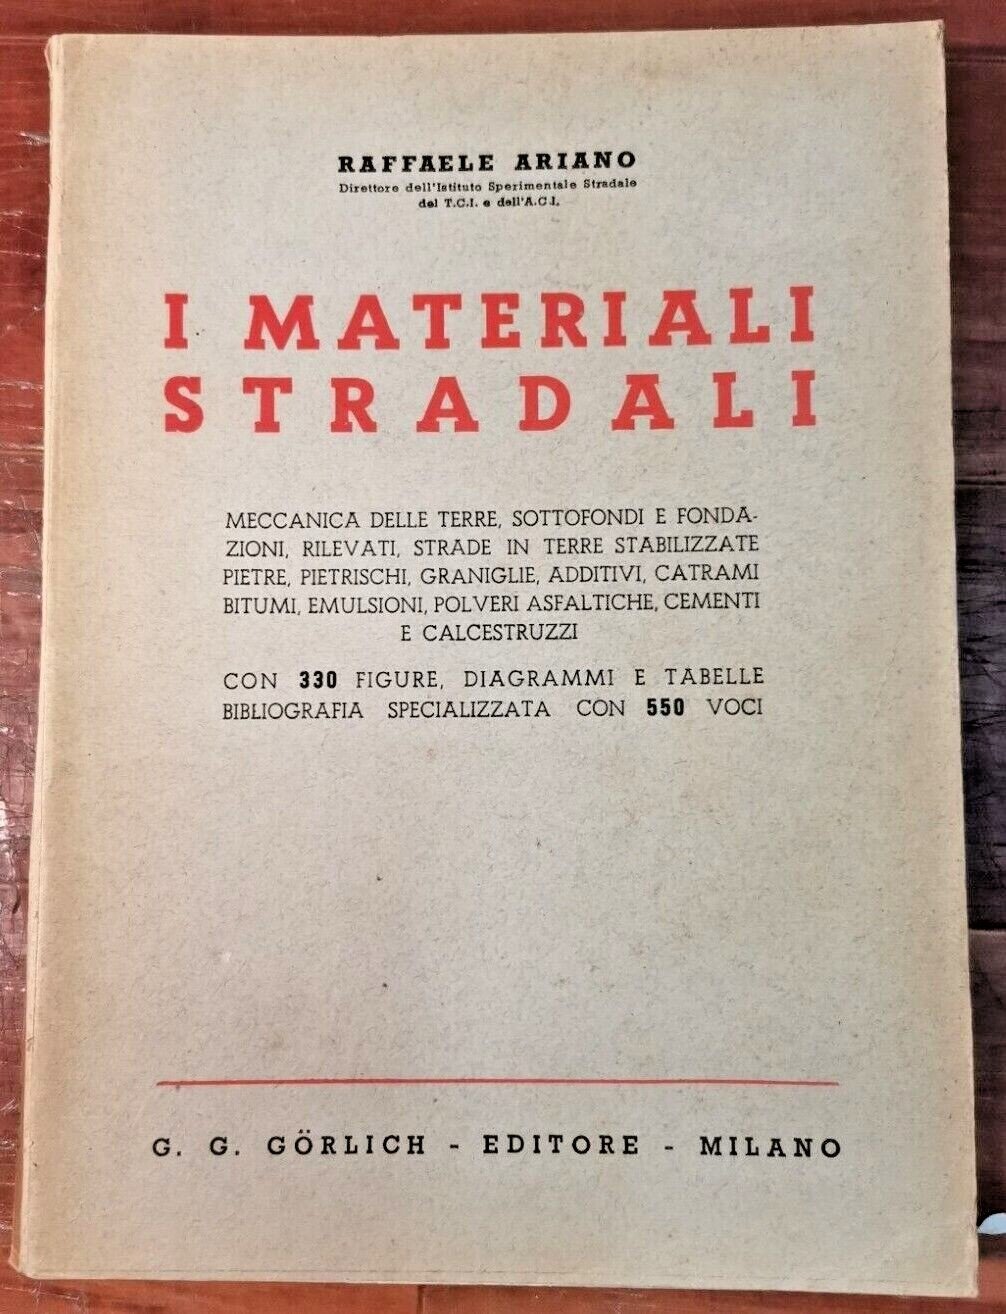 RAFFAELE ARIANO
Direttore dell'Istituto Sperimentale Stradale
del T.C.I. e dell'A.C.I.
I MATERIALI
STRADALI
MECCANICA DELLE TERRE, SOTTOFONDI E FONDA-
ZIONI, RILEVATI, STRADE IN TERRE STABILIZZATE
PIETRE, PIETRISCHI, GRANIGLIE, ADDITIVI, CATRAMI
BITUMI, EMULSIONI, POLVERI ASFALTICHE, CEMENTI
E CALCESTRUZZI
CON 330 FIGURE, DIAGRAMMI E TABELLE
BIBLIOGRAFIA SPECIALIZZATA CON 550 VOCI
G. G. GÖRLICH - EDITORE - MILANO